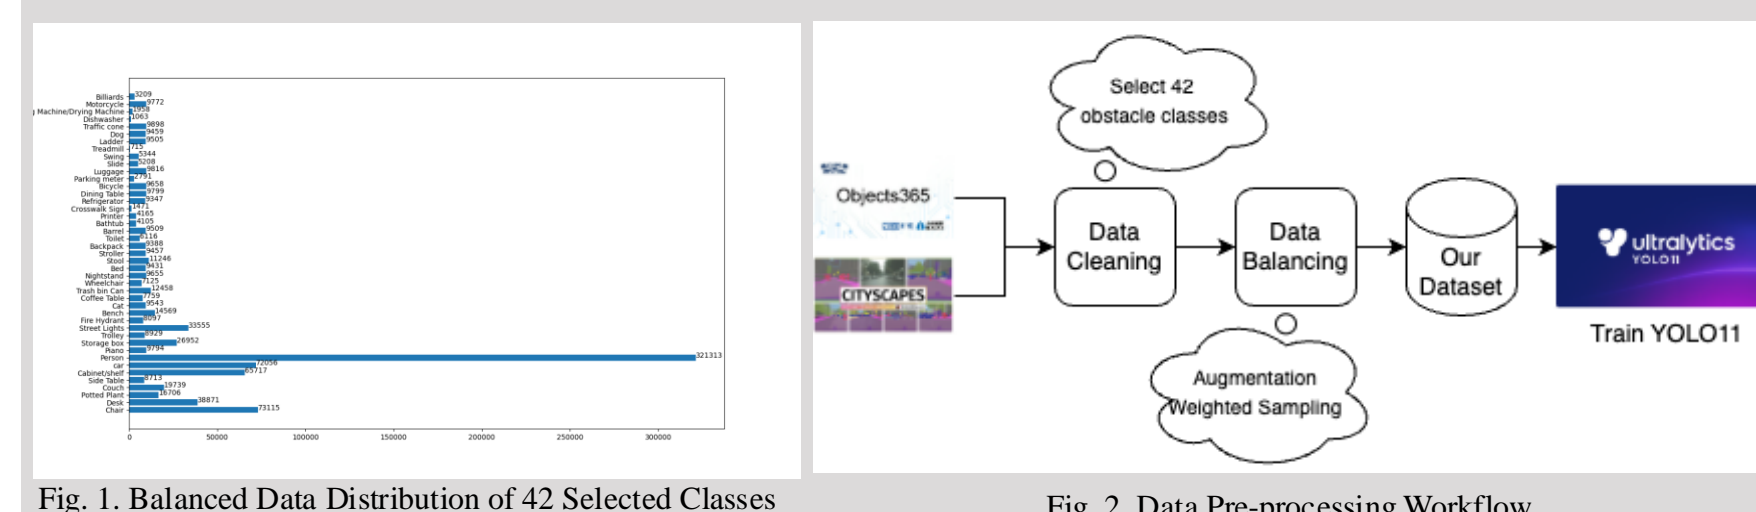 Billiards 3209
Motorcycle 9772
g Machine/Drying Machine 1958
Dishwasher 1063
Traffic cone 9898
Dog 9459
Ladder 9505
Treadmill 715
Swing 5344
Slide 5208
Luggage 9816
Parking meter 2791
Bicycle 9658
Dining Table 9799
Refrigerator 9347
Crosswalk Sign 1471
Printer 4165
Bathtub 4105
Barrel 9509
Toilet 6116
Backpack 9388
Stroller 9457
Stool 11246
Bed 9431
Nightstand 9655
Wheelchair 7125
Trash bin Can 12458
Coffee Table 7759
Cat 9543
Bench 14569
Fire Hydrant 8097
Street Lights 33555
Trolley 8929
Storage box 26952
Piano 9794
Person 321313
car 72056
Cabinet/shelf 65717
Side Table 8713
Couch 19739
Potted Plant 16706
Desk 38871
Chair 73115
0 50000 100000 150000 200000 250000 300000
Fig. 1. Balanced Data Distribution of 42 Selected Classes
Select 42
obstacle classes
Objects365
CITYSCAPES
Data
Cleaning
Data
Balancing
Our
Dataset
ultralytics
YOLO11
Train YOLO11
Augmentation
Weighted Sampling
Fig. 2. Data Pre-processing Workflow